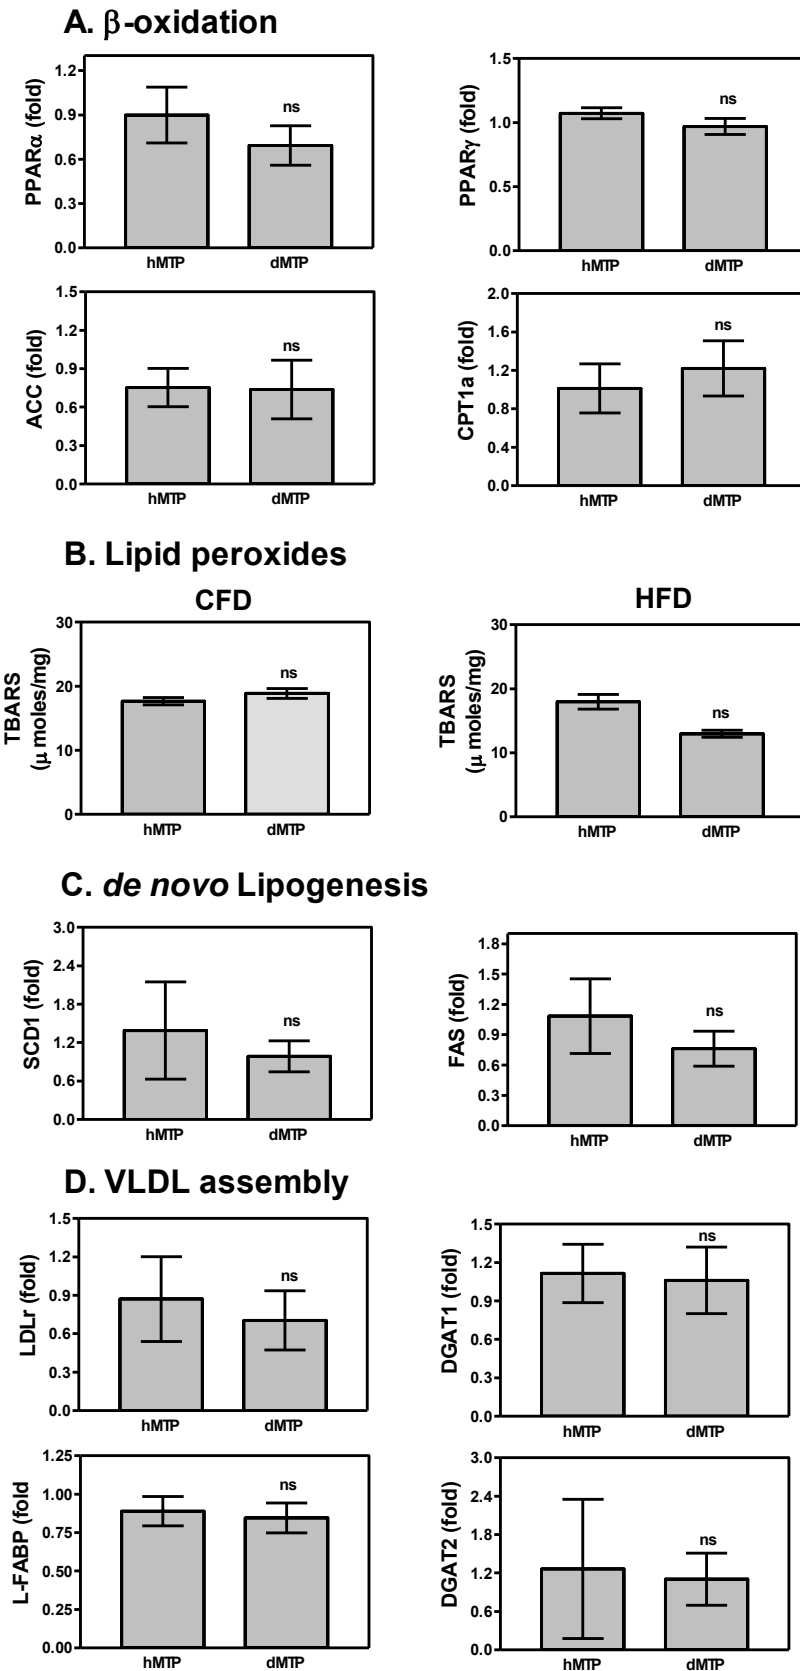 A. β-oxidation
PPARα (fold)
1.2
0.9
0.6
0.3
0.0
ns
hMTP
dMTP
PPARγ (fold)
1.5
1.0
0.5
0.0
ns
hMTP
dMTP
ACC (fold)
1.5
1.2
0.9
0.6
0.3
0.0
ns
hMTP
dMTP
CPT1a (fold)
2.0
1.6
1.2
0.8
0.4
0.0
ns
hMTP
dMTP
B. Lipid peroxides
CFD
TBARS
(μ moles/mg)
30
20
10
0
ns
hMTP
dMTP
HFD
TBARS
(μ moles/mg)
30
20
10
0
ns
hMTP
dMTP
C. de novo Lipogenesis
SCD1 (fold)
3.0
2.4
1.8
1.2
0.6
0.0
ns
hMTP
dMTP
FAS (fold)
1.8
1.5
1.2
0.9
0.6
0.3
0.0
ns
hMTP
dMTP
D. VLDL assembly
LDLr (fold)
1.5
1.2
0.9
0.6
0.3
0.0
ns
hMTP
dMTP
DGAT1 (fold)
1.5
1.2
0.9
0.6
0.3
0.0
ns
hMTP
dMTP
L-FABP (fold
1.25
1.00
0.75
0.50
0.25
0.00
ns
hMTP
dMTP
DGAT2 (fold)
3.0
2.4
1.8
1.2
0.6
0.0
ns
hMTP
dMTP